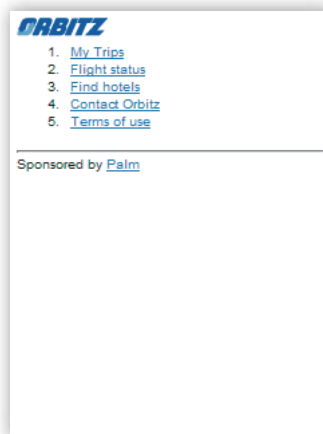 ORBITZ
1. My Trips
2. Flight status
3. Find hotels
4. Contact Orbitz
5. Terms of use
Sponsored by Palm